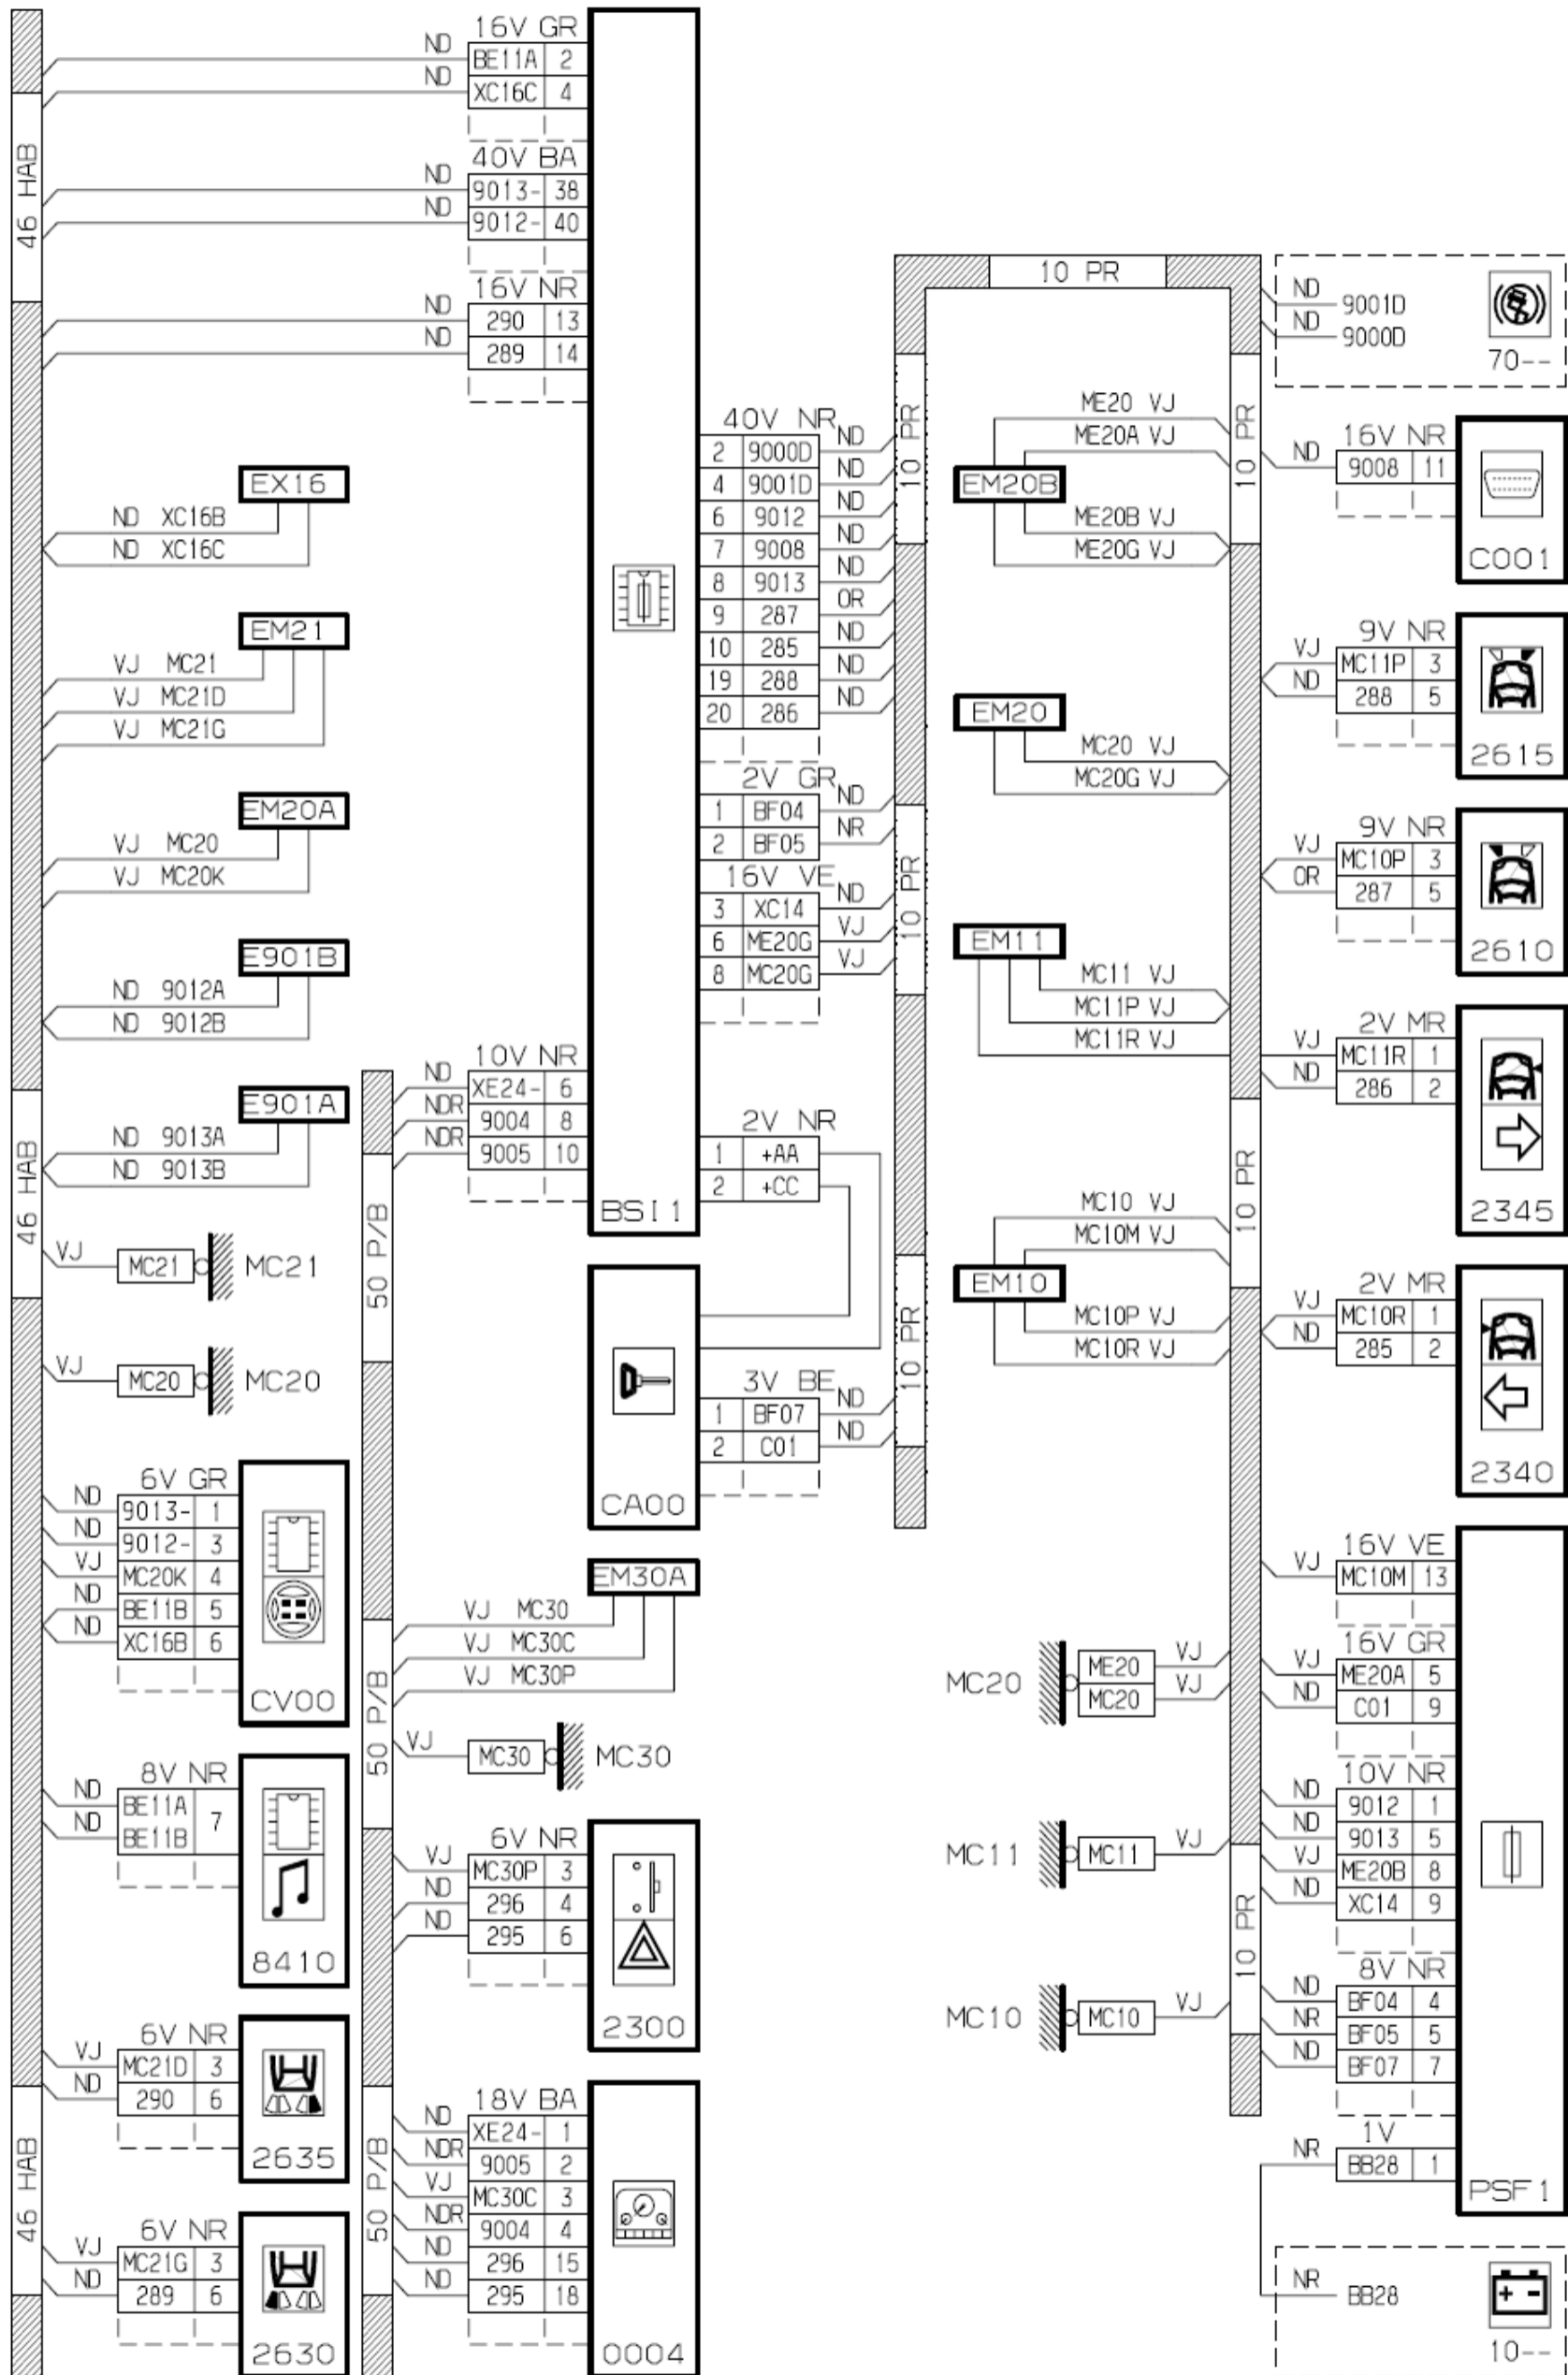 16V GR
ND BE11A 2
ND XC16C 4
40V BA
ND 9013- 38
ND 9012- 40
16V NR
ND 290 13
ND 289 14
46 HAB
EX16
ND XC16B
ND XC16C
EM21
VJ MC21
VJ MC21D
VJ MC21G
EM20A
VJ MC20
VJ MC20K
E901B
ND 9012A
ND 9012B
E901A
ND 9013A
ND 9013B
46 HAB
VJ MC21 MC21
VJ MC20 MC20
6V GR
ND 9013- 1
ND 9012- 3
VJ MC20K 4
ND BE11B 5
ND XC16B 6
CV00
8V NR
ND BE11A
ND BE11B 7
8410
6V NR
VJ MC21D 3
ND 290 6
2635
46 HAB
6V NR
VJ MC21G 3
ND 289 6
2630
10V NR
ND XE24- 6
NDR 9004 8
NDR 9005 10
50 P/B
BSI1
40V NR
2 9000D ND
4 9001D ND
6 9012 ND
7 9008 ND
8 9013 ND
9 287 OR
10 285 ND
19 288 ND
20 286 ND
2V GR
1 BF04 ND
2 BF05 NR
16V VE
3 XC14 ND
6 ME20G VJ
8 MC20G VJ
2V NR
1 +AA
2 +CC
CA00
3V BE
1 BF07 ND
2 C01 ND
EM30A
VJ MC30
VJ MC30C
VJ MC30P
50 P/B
VJ MC30 MC30
6V NR
VJ MC30P 3
ND 296 4
ND 295 6
2300
50 P/B
18V BA
ND XE24- 1
NDR 9005 2
VJ MC30C 3
NDR 9004 4
ND 296 15
ND 295 18
0004
10 PR
10 PR
10 PR
10 PR
10 PR
10 PR
10 PR
EM20B
ME20 VJ
ME20A VJ
ME20B VJ
ME20G VJ
EM20
MC20 VJ
MC20G VJ
EM11
MC11 VJ
MC11P VJ
MC11R VJ
EM10
MC10 VJ
MC10M VJ
MC10P VJ
MC10R VJ
MC20 ME20 VJ
MC20 VJ
MC11 MC11 VJ
MC10 MC10 VJ
ND 9001D
ND 9000D
70--
16V NR
ND 9008 11
C001
9V NR
VJ MC11P 3
ND 288 5
2615
9V NR
VJ MC10P 3
OR 287 5
2610
2V MR
VJ MC11R 1
ND 286 2
2345
2V MR
VJ MC10R 1
ND 285 2
2340
16V VE
VJ MC10M 13
16V GR
VJ ME20A 5
ND C01 9
10V NR
ND 9012 1
ND 9013 5
VJ ME20B 8
ND XC14 9
8V NR
ND BF04 4
NR BF05 5
ND BF07 7
1V
NR BB28 1
PSF1
NR BB28
10--